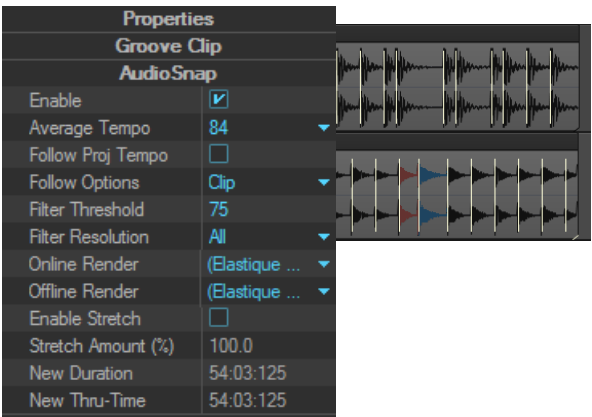 Properties
Groove Clip
AudioSnap
Enable
Average Tempo 84
Follow Proj Tempo
Follow Options Clip
Filter Threshold 75
Filter Resolution All
Online Render (Elastique ...
Offline Render (Elastique ...
Enable Stretch
Stretch Amount (%) 100.0
New Duration 54:03:125
New Thru-Time 54:03:125